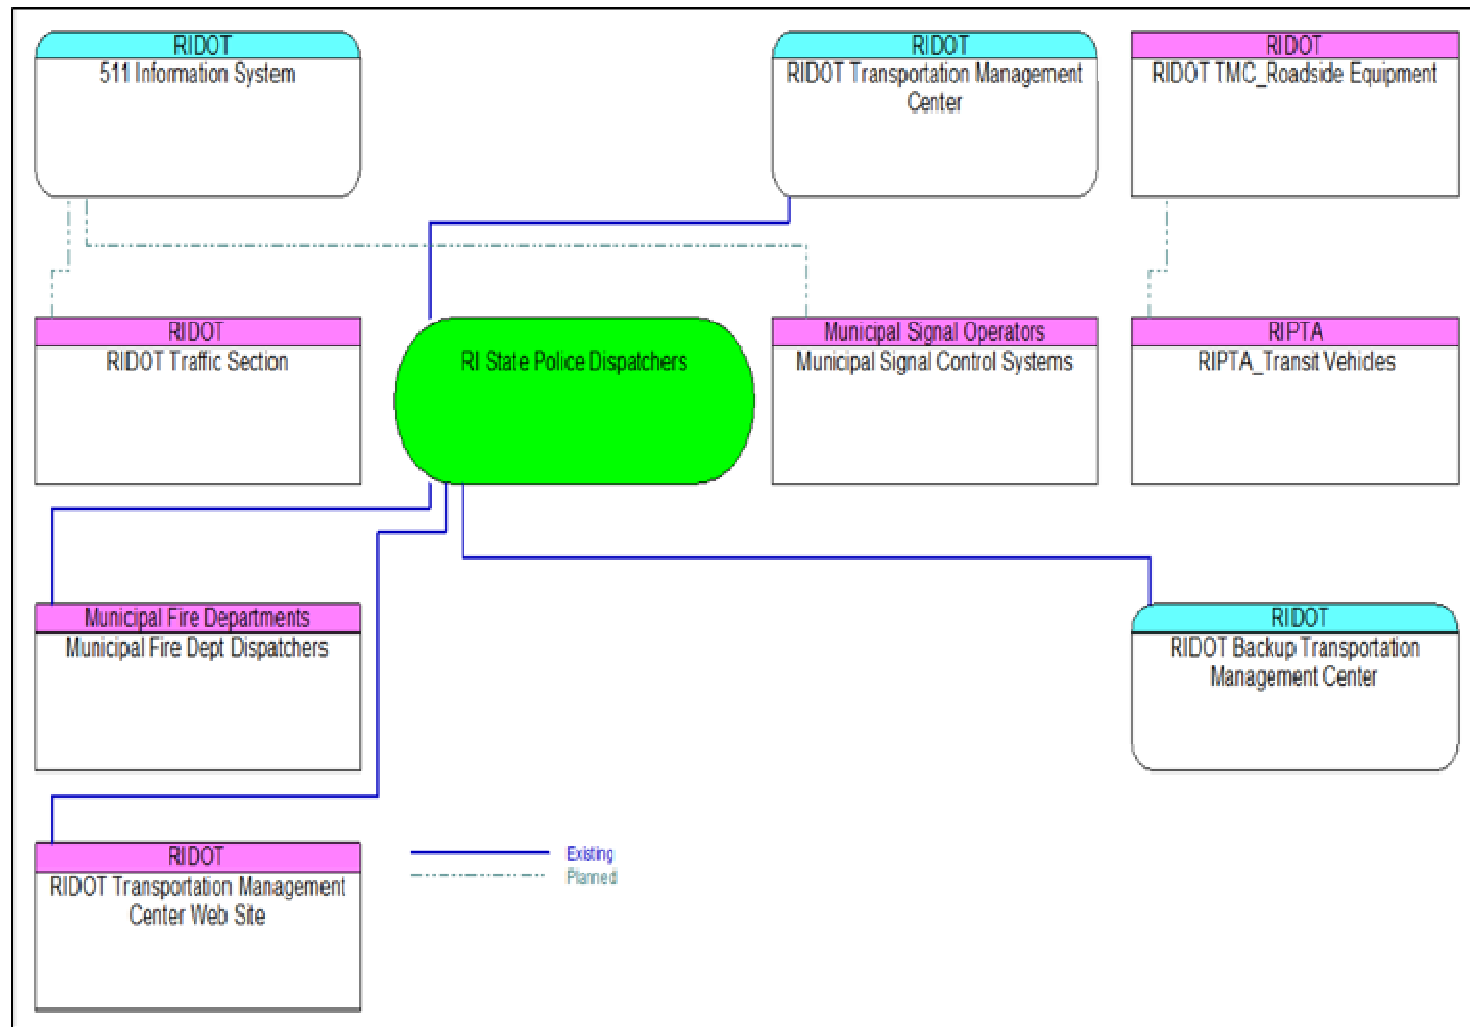 RIDOT
511 Information System
RIDOT
RIDOT Transportation Management
Center
RIDOT
RIDOT TMC_Roadside Equipment
RIDOT
RIDOT Traffic Section
RI State Police Dispatchers
Municipal Signal Operators
Municipal Signal Control Systems
RIPTA
RIPTA_Transit Vehicles
Municipal Fire Departments
Municipal Fire Dept Dispatchers
RIDOT
RIDOT Backup Transportation
Management Center
RIDOT
RIDOT Transportation Management
Center Web Site
Existing
Planned